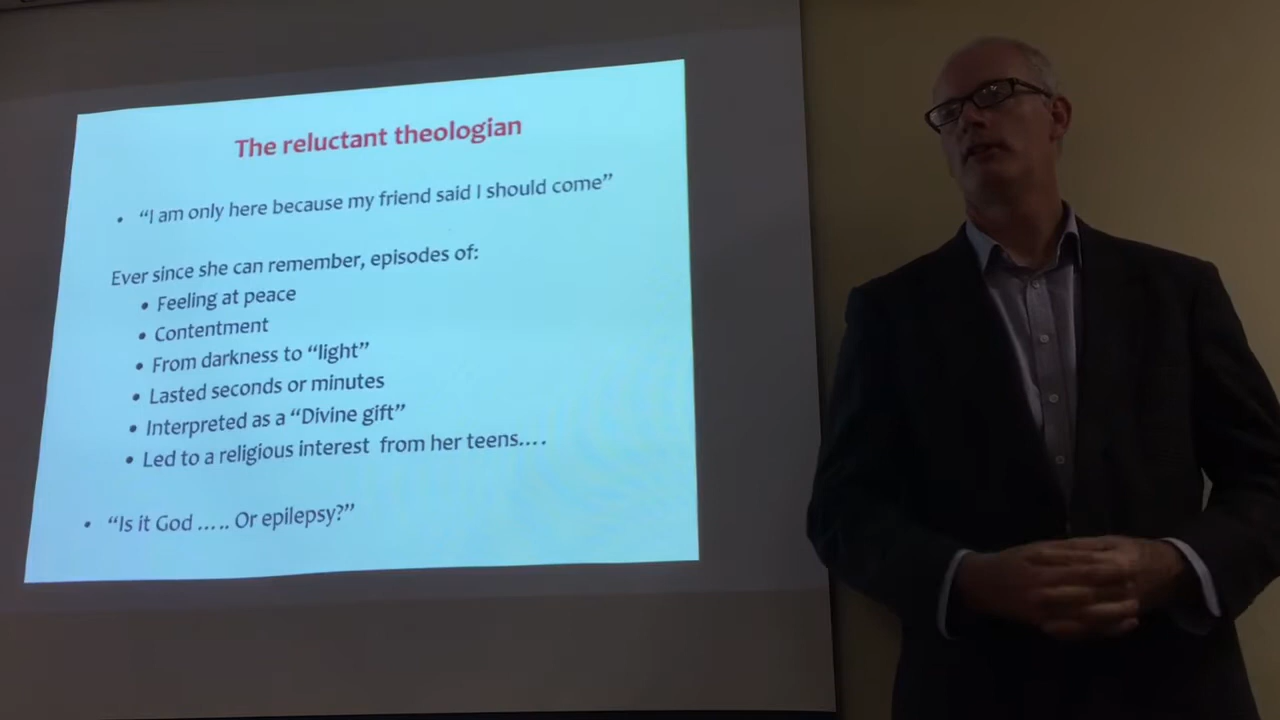 The reluctant theologian
• “I am only here because my friend said I should come”
Ever since she can remember, episodes of:
• Feeling at peace
• Contentment
• From darkness to “light”
• Lasted seconds or minutes
• Interpreted as a “Divine gift”
• Led to a religious interest from her teens….
• “Is it God ..... Or epilepsy?”